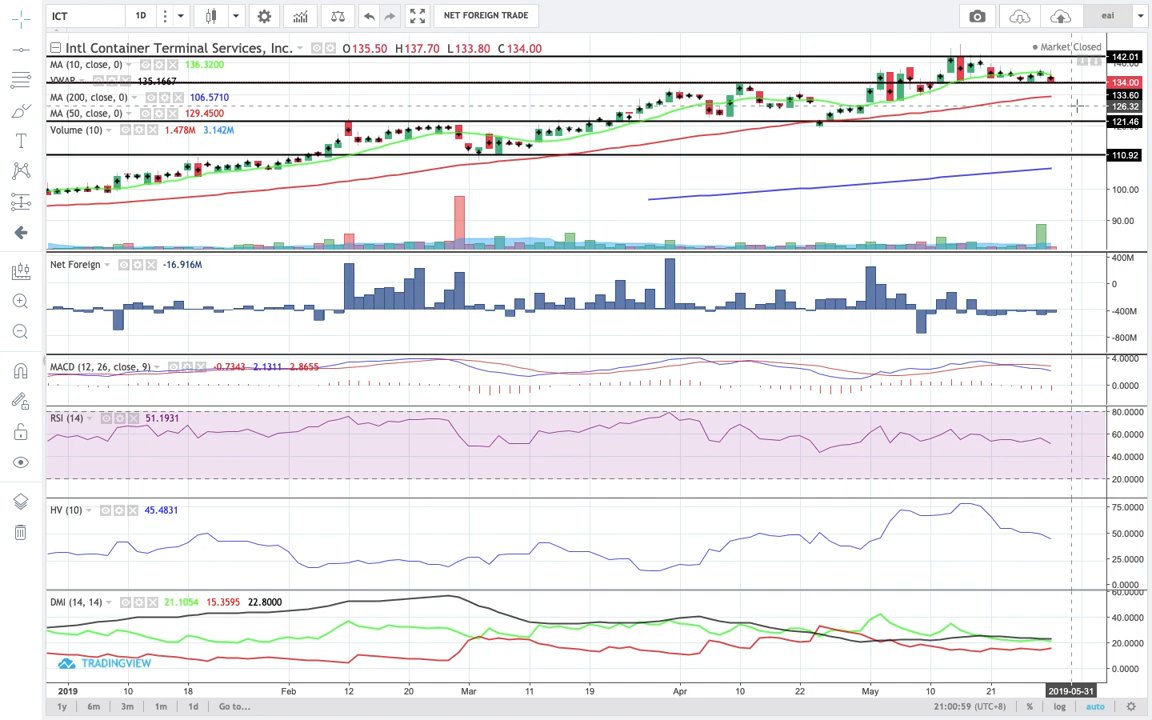 ICT 1D NET FOREIGN TRADE eal
Intl Container Terminal Services, Inc. O135.50 H137.70 L133.80 C134.00 Market Closed
MA (10, close, 0) 136.3200
VWAP 135.1667
MA (200, close, 0) 106.5710
MA (50, close, 0) 129.4500
Volume (10) 1.478M 3.142M
142.01
134.00
133.60
126.32
121.46
110.92
100.00
90.00
Net Foreign -16.916M
400M
0
-400M
-800M
MACD (12, 26, close, 9) -0.7343 2.1311 2.8655
4.0000
0.0000
RSI (14) 51.1931
80.0000
60.0000
40.0000
20.0000
HV (10) 45.4831
75.0000
50.0000
25.0000
0.0000
DMI (14, 14) 21.1054 15.3595 22.8000
60.0000
40.0000
20.0000
0.0000
TRADINGVIEW
2019 10 18 Feb 12 20 Mar 11 19 Apr 10 22 May 10 21 2019-05-31
1y 6m 3m 1m 1d Go to... 21:00:59 (UTC+8) % log auto